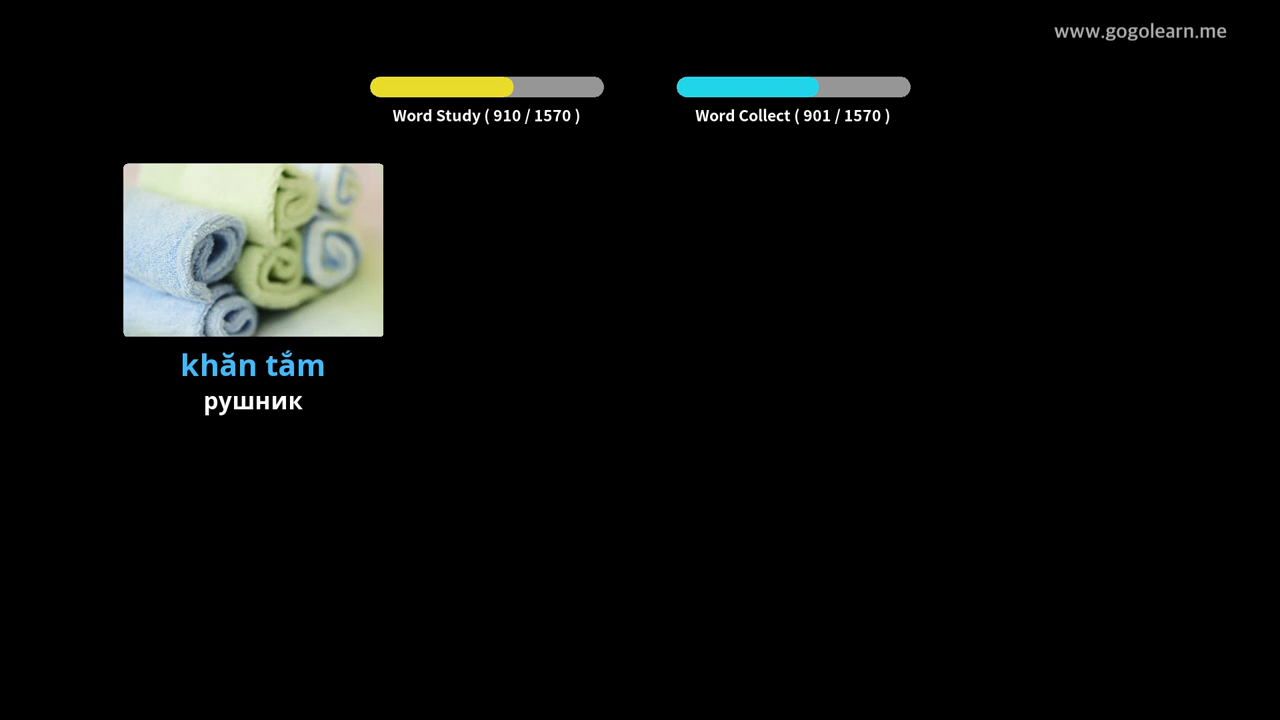 www.gogolearn.me
Word Study ( 910 / 1570 )
Word Collect ( 901 / 1570 )
khăn tắm
рушник